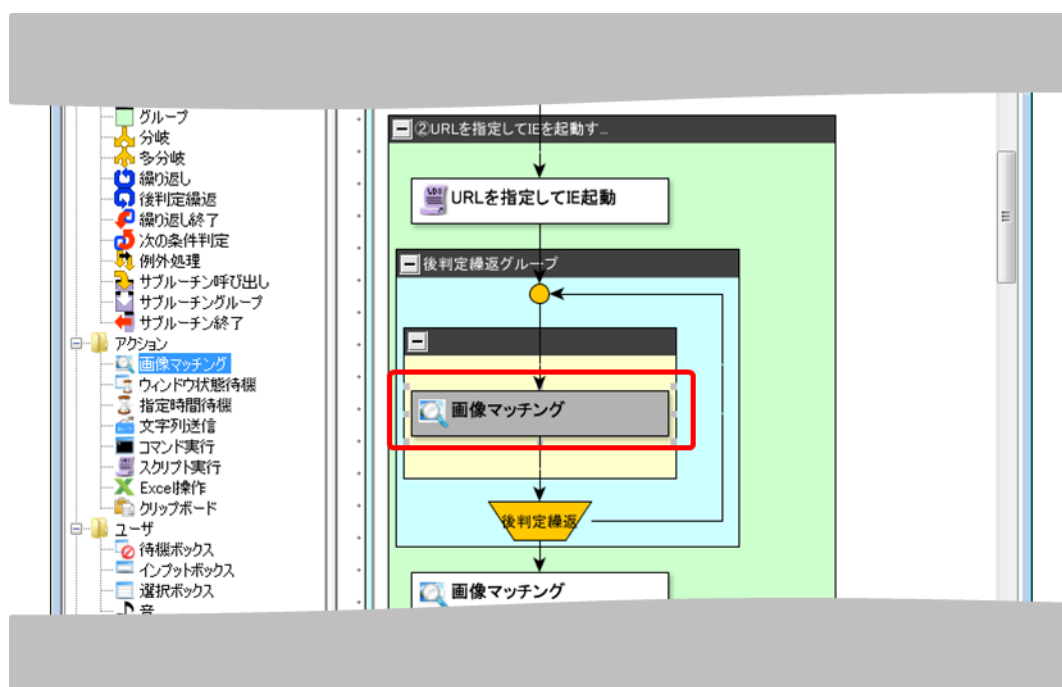 グループ
分岐
多分岐
繰り返し
後判定繰返
繰り返し終了
次の条件判定
例外処理
サブルーチン呼び出し
サブルーチングループ
サブルーチン終了
アクション
画像マッチング
ウィンドウ状態待機
指定時間待機
文字列送信
コマンド実行
スクリプト実行
Excel操作
クリップボード
ユーザ
待機ボックス
インプットボックス
選択ボックス
音
②URLを指定してIEを起動す...
URLを指定してIE起動
後判定繰返グループ
画像マッチング
後判定繰返
画像マッチング